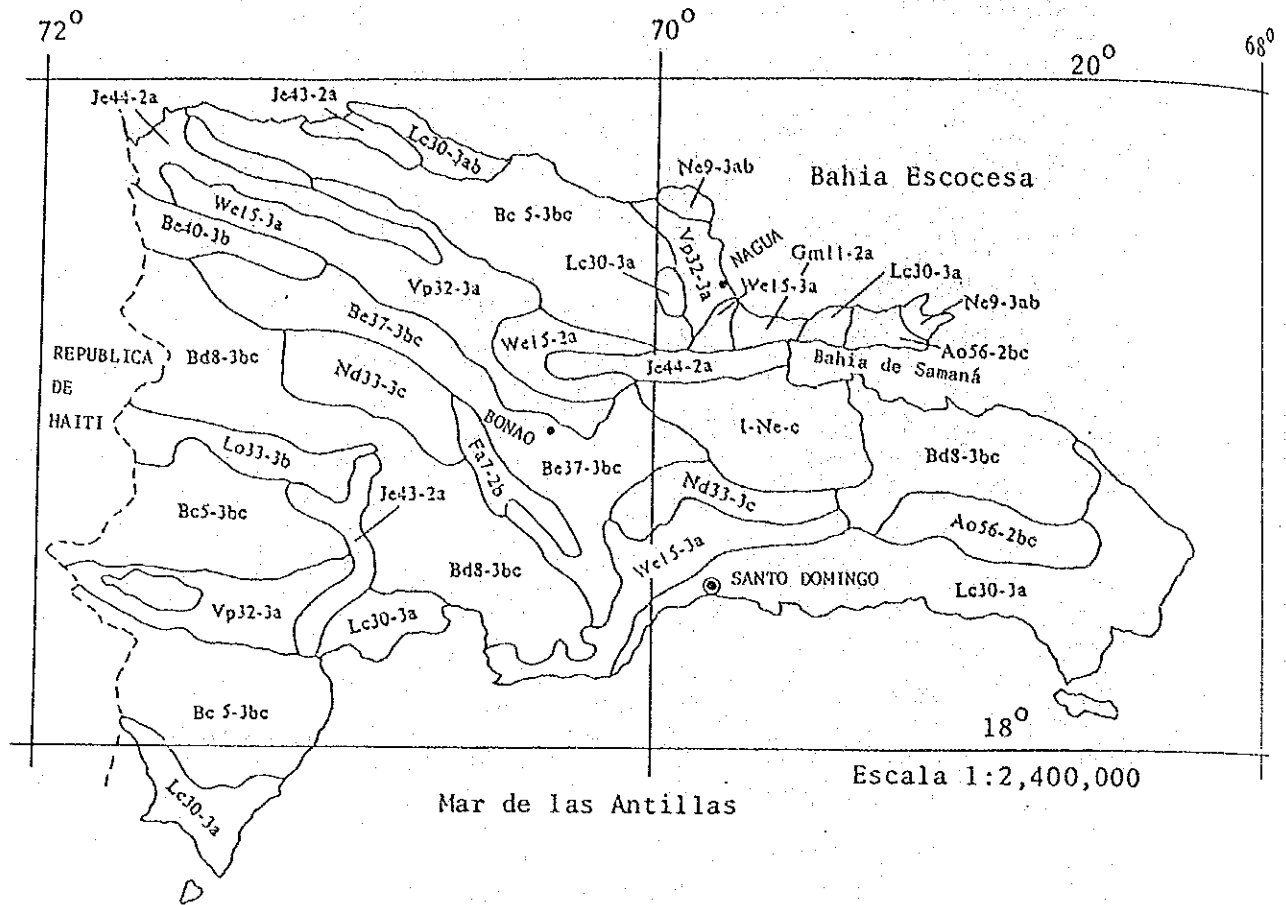 72°
70°
68°
20°
Je44-2a
Je43-2a
Lc30-3ab
Ne9-3ab
Bahia Escocesa
We15-3a
Bc 5-3bc
Be40-3b
Vp32-3a
NAGUA
Gm11-2a
Lc30-3a
Lc30-3a
We15-3a
Ne9-3ab
Vp32-3a
Be37-3bc
We15-2a
Ao56-2bc
REPUBLICA
DE
HAITI
Bd8-3bc
Nd33-3c
Je44-2a
Bahia de Samaná
BONAO
I-Ne-c
Lo33-3b
Fa7-2b
Be37-3bc
Bd8-3bc
Je43-2a
Nd33-3c
Bc5-3bc
Ao56-2bc
We15-3a
Bd8-3bc
SANTO DOMINGO
Vp32-3a
Lc30-3a
Lc30-3a
Bc 5-3bc
18°
Escala 1:2,400,000
Lc30-3a
Mar de las Antillas